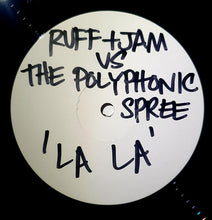 RUFF+JAM
VS
THE POLYPHONIC
SPREE
'LA LA'